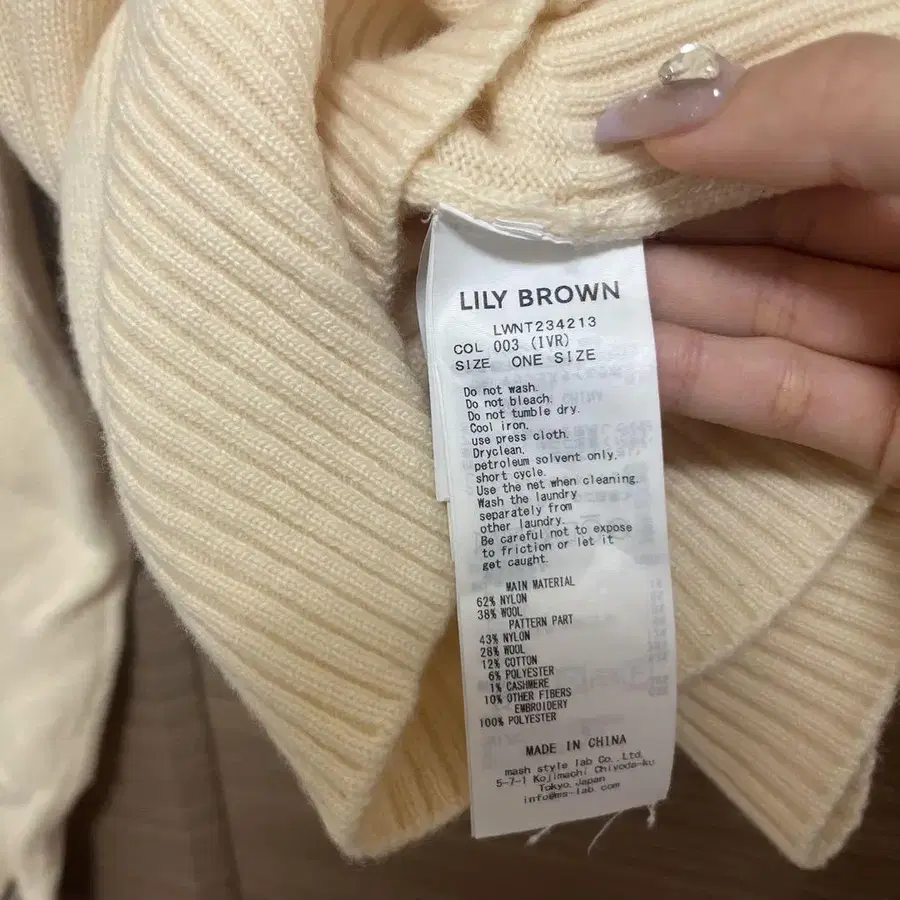 LILY BROWN
LWNT234213
COL 003 (IVR)
SIZE ONE SIZE
Do not wash.
Do not bleach.
Do not tumble dry.
Cool iron.
use press cloth.
Dryclean.
petroleum solvent only.
short cycle.
Use the net when cleaning.
Wash the laundry
separately from
other laundry.
Be careful not to expose
to friction or let it
get caught.
MAIN MATERIAL
62% NYLON
38% WOOL
PATTERN PART
43% NYLON
28% WOOL
12% COTTON
6% POLYESTER
1% CASHMERE
10% OTHER FIBERS
EMBROIDERY
100% POLYESTER
MADE IN CHINA
mash style lab Co., Ltd.
5-7-1 Kojimachi Chiyoda-ku
Tokyo, Japan
info@ms-lab.com